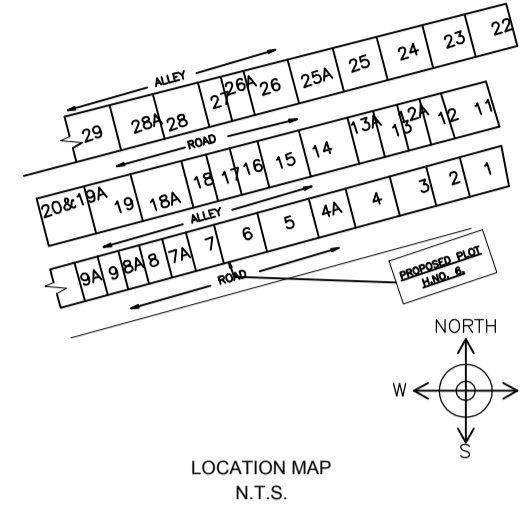 ALLEY
29 28A 28 27 26A 26 25A 25 24 23 22
ROAD
20&19A 19 18A 18 17 16 15 14 13A 13 12A 12 11
ALLEY
9A 9 8A 8 7A 7 6 5 4A 4 3 2 1
ROAD
PROPOSED PLOT
H.NO. 6.
NORTH
W
S
LOCATION MAP
N.T.S.